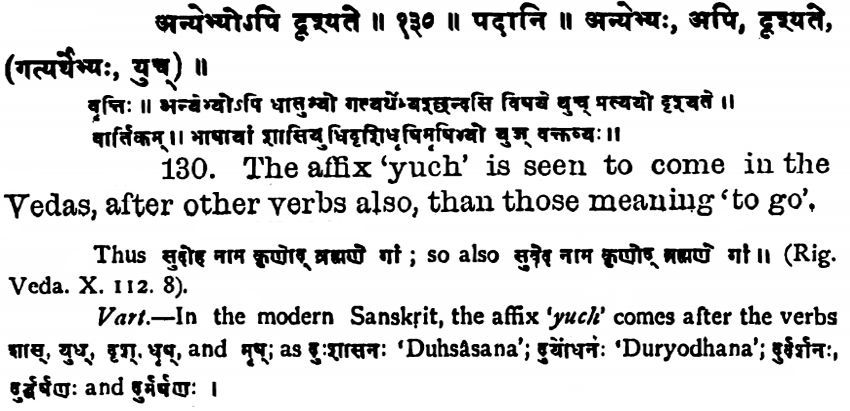 अन्येभ्योऽपि दृश्यते ॥ १३० ॥ पदानि ॥ अन्येभ्यः, अपि, दृश्यते,
(गत्यर्थेभ्यः, युच्) ॥
वृत्तिः ॥ अन्येभ्योऽपि धातुभ्यो गत्यर्थेभ्यश्छन्दसि विषये युच् प्रत्ययो दृश्यते ॥
वार्तिकम् ॥ भाषायां शासियुधिदृशिधृषिमृषिभ्यो युज् वक्तव्यः ॥
130. The affix ‘yuch’ is seen to come in the
Vedas, after other verbs also, than those meaning ‘to go’.
Thus नाम ब्रह्मणे गां ; so also नाम ब्रह्मणे गां ॥ (Rig.
Veda. X. 112. 8).
Vart.—In the modern Sanskṛit, the affix ‘yuch’ comes after the verbs
शास्, युध्, दृश्, धृष्, and मृष्; as दुःशासनः ‘Duhsâsana’; दुर्योधनः ‘Duryodhana’; दुर्दर्शनः,
दुर्द्धर्षणः and दुर्मर्षणः ।